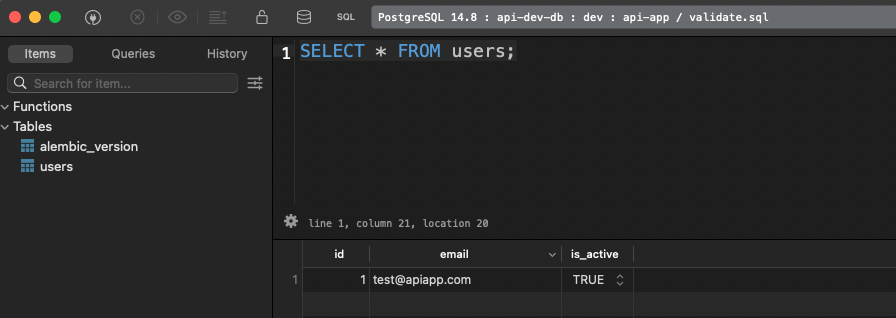 SQL
PostgreSQL 14.8 : api-dev-db : dev : api-app / validate.sql
Items Queries History
Search for item...
Functions
Tables
alembic_version
users
1 SELECT * FROM users;
line 1, column 21, location 20
id email is_active
1 1 test@apiapp.com TRUE